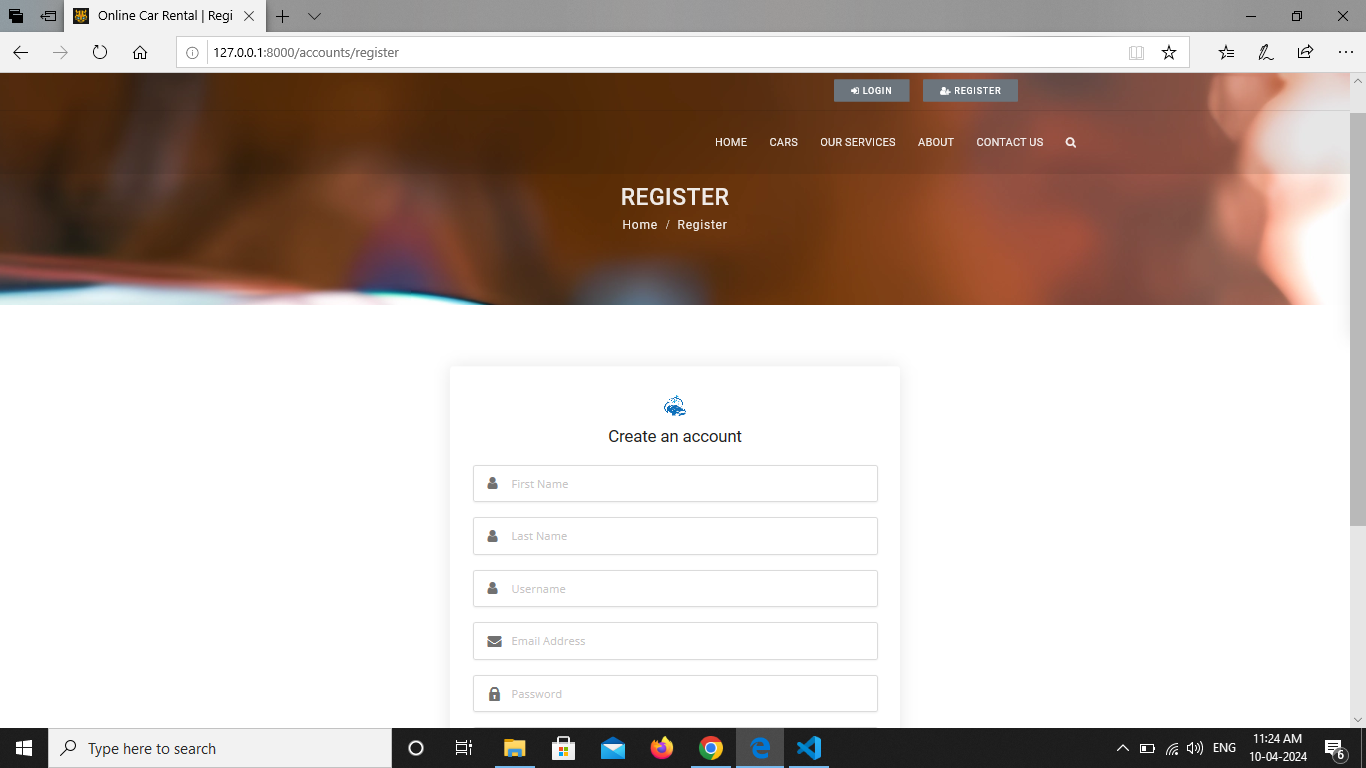 Online Car Rental | Regi
127.0.0.1:8000/accounts/register
LOGIN REGISTER
HOME CARS OUR SERVICES ABOUT CONTACT US
REGISTER
Home / Register
Create an account
First Name
Last Name
Username
Email Address
Password
Type here to search
ENG
11:24 AM
10-04-2024
6